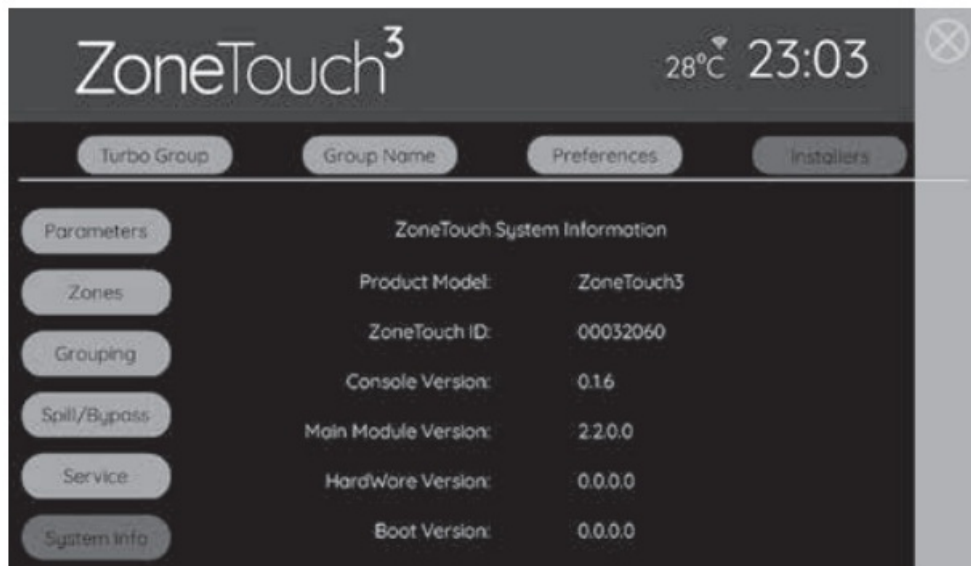 ZoneTouch3
28°C 23:03
Turbo Group Group Name Preferences Installers
Parameters
Zones
Grouping
Spill/Bypass
Service
System Info
ZoneTouch System Information
Product Model: ZoneTouch3
ZoneTouch ID: 00032060
Console Version: 0.1.6
Main Module Version: 2.2.0.0
HardWare Version: 0.0.0.0
Boot Version: 0.0.0.0